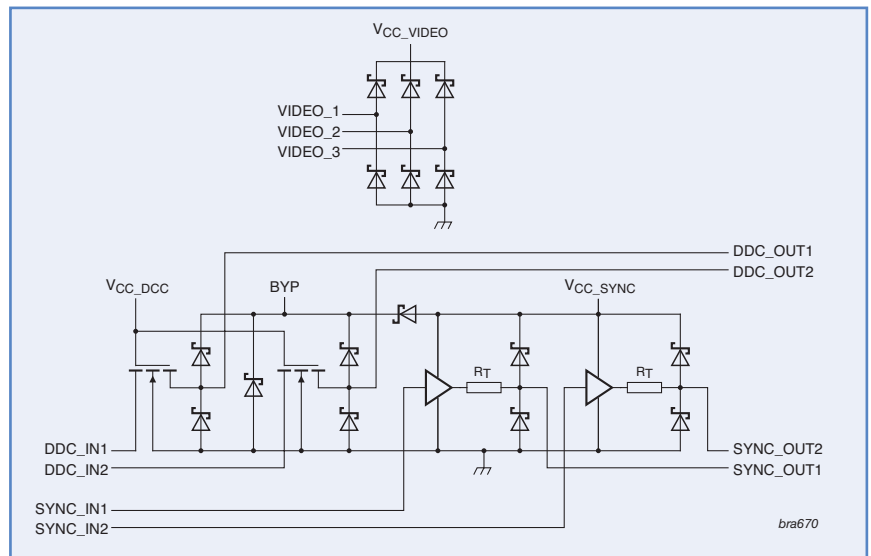 VCC_VIDEO
VIDEO_1
VIDEO_2
VIDEO_3
DDC_OUT1
DDC_OUT2
VCC_DCC
BYP
VCC_SYNC
RT
RT
DDC_IN1
DDC_IN2
SYNC_OUT2
SYNC_OUT1
SYNC_IN1
SYNC_IN2
bra670